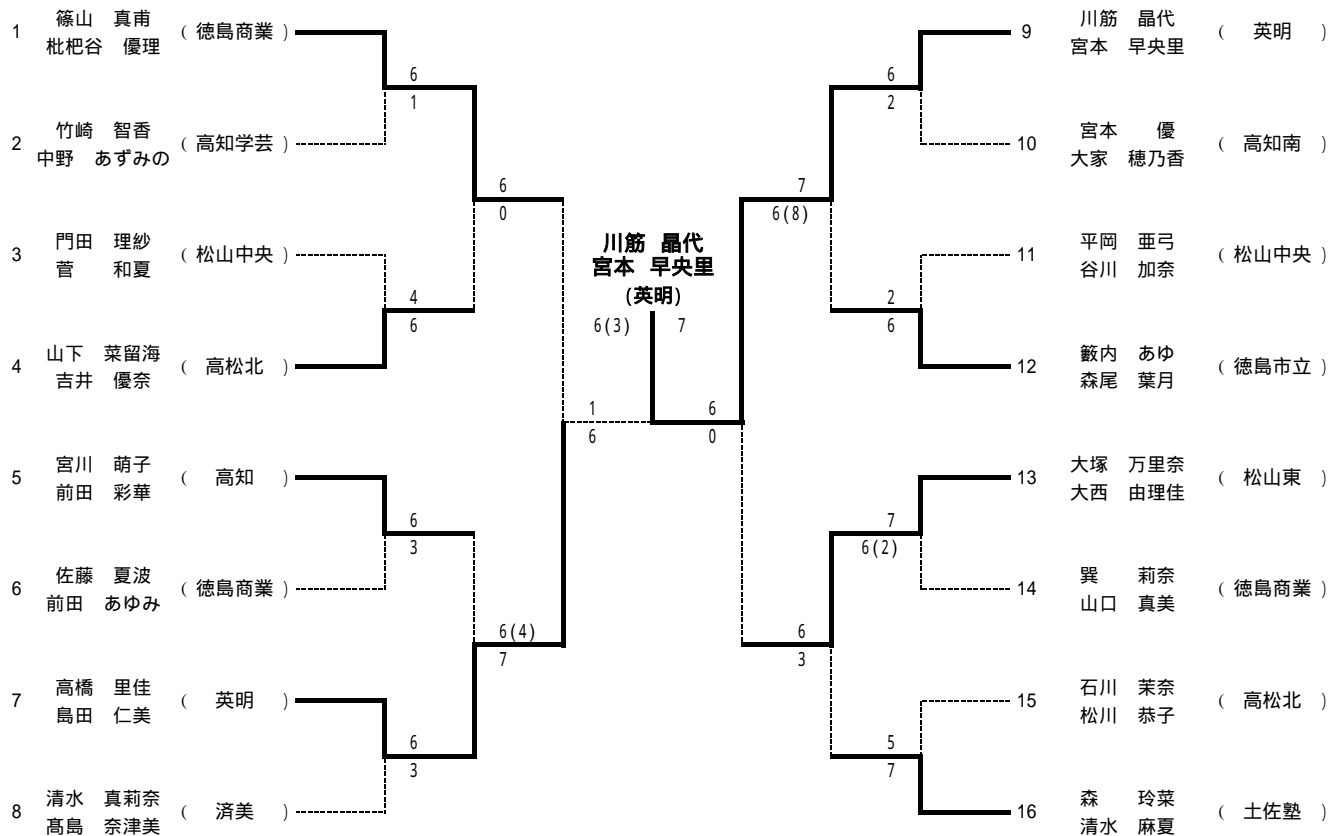 1 篠山 真甫 枇杷谷 優理 ( 徳島商業 )
6
1
2 竹崎 智香 中野 あずみの ( 高知学芸 )
6
0
3 門田 理紗 菅 和夏 ( 松山中央 )
4
6
4 山下 菜留海 吉井 優奈 ( 高松北 )
1
6
5 宮川 萌子 前田 彩華 ( 高知 )
6
3
6 佐藤 夏波 前田 あゆみ ( 徳島商業 )
6(4)
7
7 高橋 里佳 島田 仁美 ( 英明 )
6
3
8 清水 真莉奈 髙島 奈津美 ( 済美 )
川筋 晶代
宮本 早央里
(英明)
6(3) 7
9 川筋 晶代 宮本 早央里 ( 英明 )
6
2
10 宮本 優 大家 穂乃香 ( 高知南 )
7
6(8)
11 平岡 亜弓 谷川 加奈 ( 松山中央 )
2
6
12 籔内 あゆ 森尾 葉月 ( 徳島市立 )
6
0
13 大塚 万里奈 大西 由理佳 ( 松山東 )
7
6(2)
14 巽 莉奈 山口 真美 ( 徳島商業 )
6
3
15 石川 茉奈 松川 恭子 ( 高松北 )
5
7
16 森 玲菜 清水 麻夏 ( 土佐塾 )